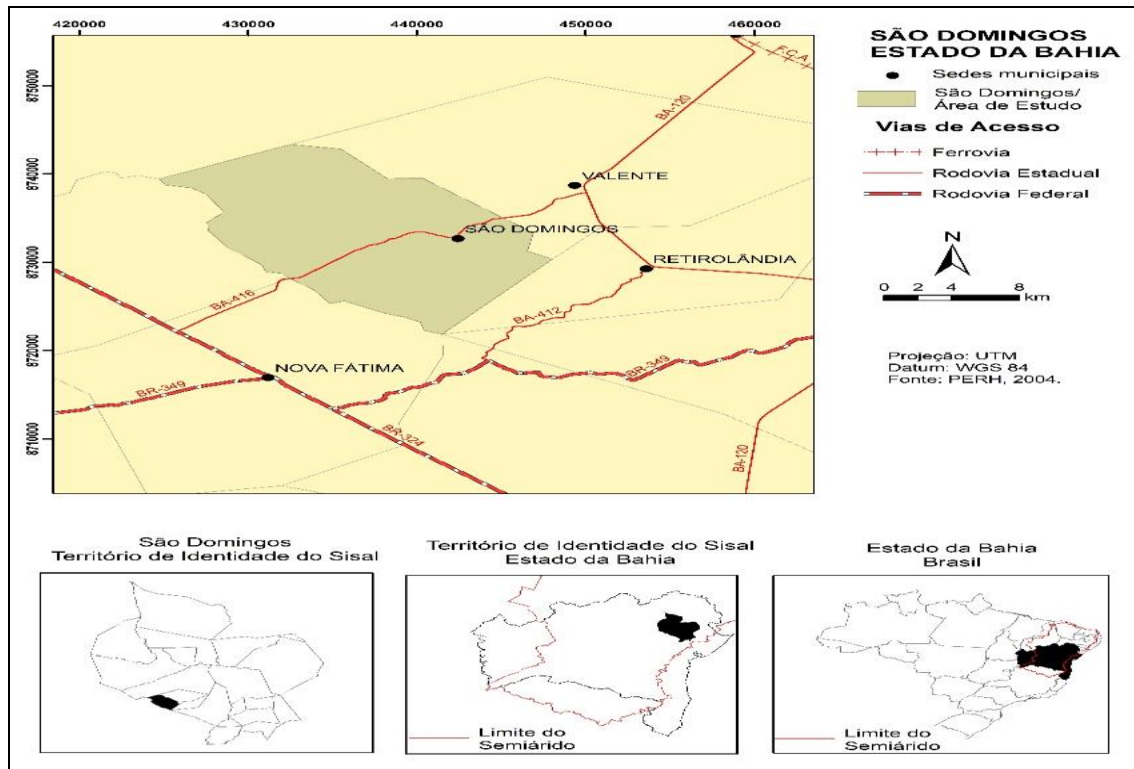 420000 430000 440000 450000 460000
8750000
8740000
8730000
8720000
8710000
F.C.A
BA-120
VALENTE
SÃO DOMINGOS
RETIROLÂNDIA
BA-416
BA-412
NOVA FÁTIMA
BR-349
BR-349
BR-324
BA-120
SÃO DOMINGOS
ESTADO DA BAHIA
Sedes municipais
São Domingos/
Área de Estudo
Vias de Acesso
Ferrovia
Rodovia Estadual
Rodovia Federal
N
0 2 4 8
km
Projeção: UTM
Datum: WGS 84
Fonte: PERH, 2004.
São Domingos
Território de Identidade do Sisal
Território de Identidade do Sisal
Estado da Bahia
Limite do
Semiárido
Estado da Bahia
Brasil
Limite do
Semiárido